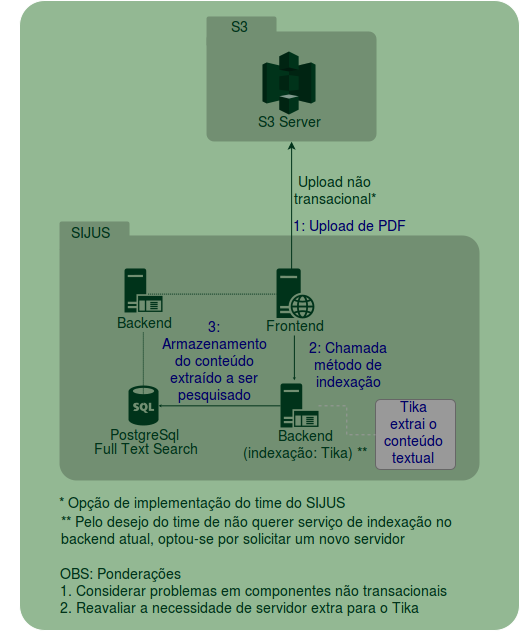 S3
S3 Server
Upload não
transacional*
1: Upload de PDF
SIJUS
Backend
Frontend
3:
Armazenamento
do conteúdo
extraído a ser
pesquisado
2: Chamada
método de
indexação
SQL
PostgreSql
Full Text Search
Backend
(indexação: Tika) **
Tika
extrai o
conteúdo
textual
* Opção de implementação do time do SIJUS
** Pelo desejo do time de não querer serviço de indexação no
backend atual, optou-se por solicitar um novo servidor
OBS: Ponderações
1. Considerar problemas em componentes não transacionais
2. Reavaliar a necessidade de servidor extra para o Tika